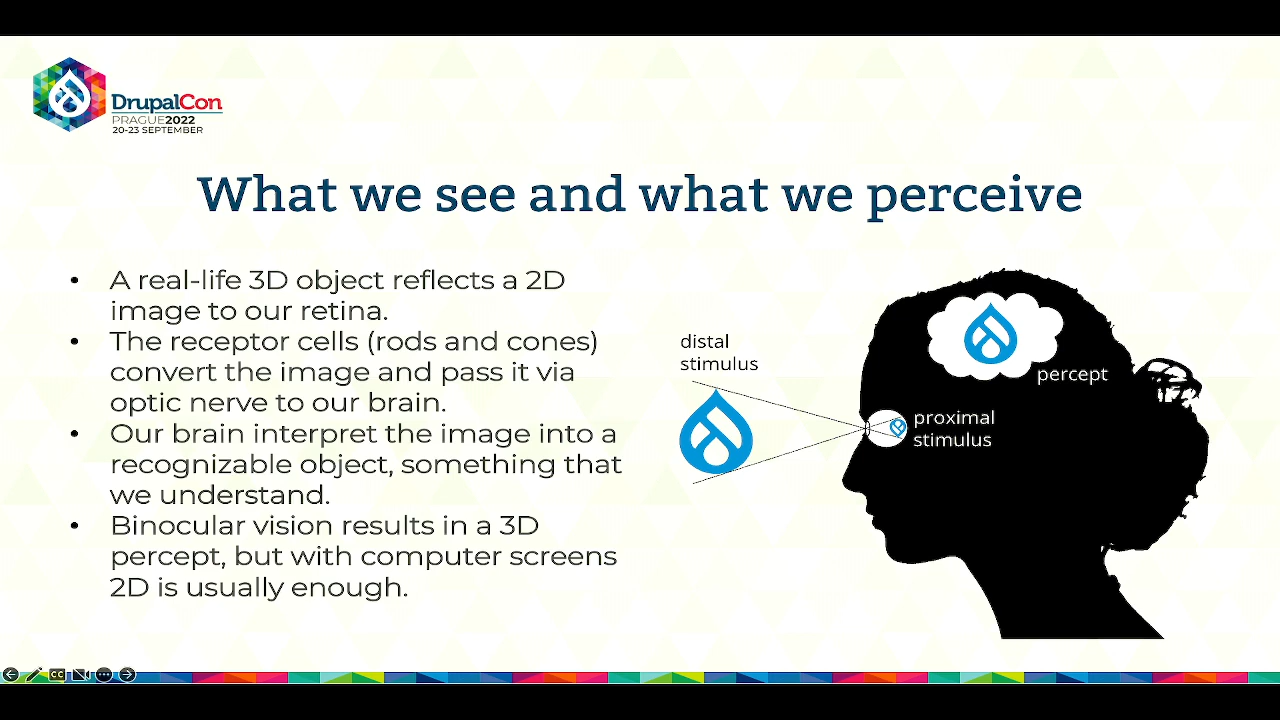 DrupalCon
PRAGUE2022
20-23 SEPTEMBER
What we see and what we perceive
• A real-life 3D object reflects a 2D
image to our retina.
• The receptor cells (rods and cones)
convert the image and pass it via
optic nerve to our brain.
• Our brain interpret the image into a
recognizable object, something that
we understand.
• Binocular vision results in a 3D
percept, but with computer screens
2D is usually enough.
distal
stimulus
percept
proximal
stimulus
CC